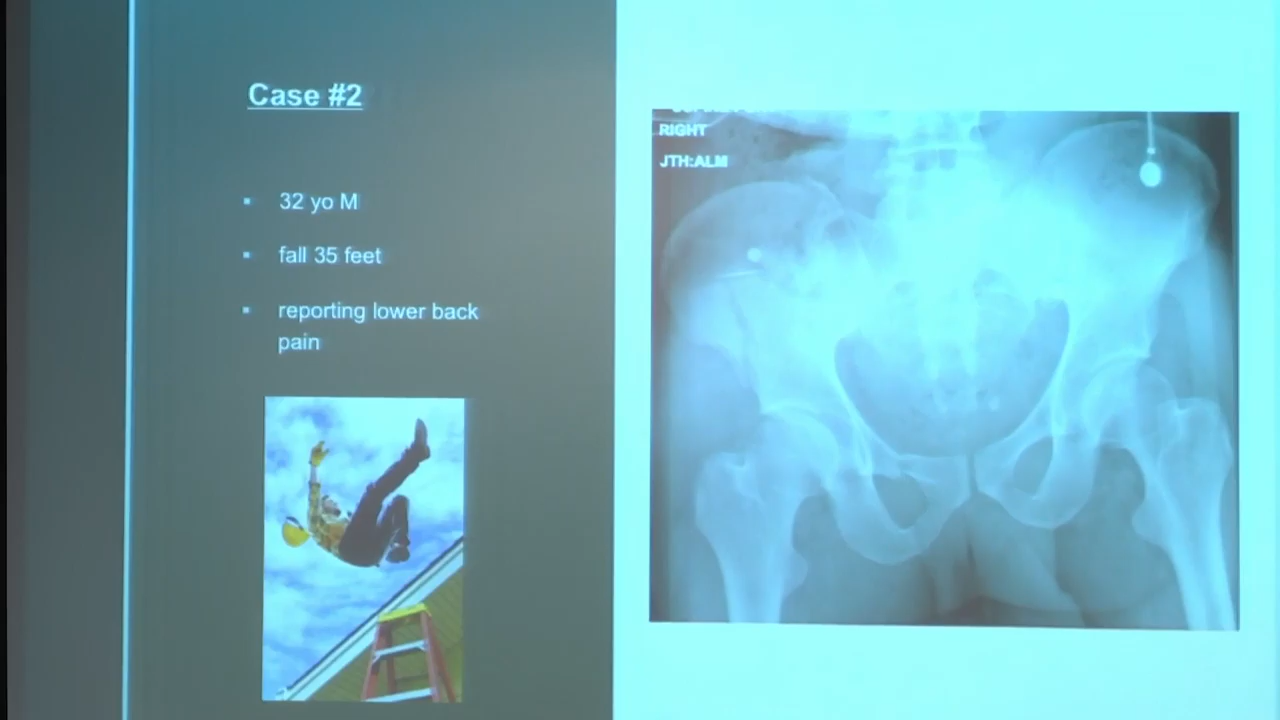 Case #2
32 yo M
fall 35 feet
reporting lower back
pain
RIGHT
JTH:ALM